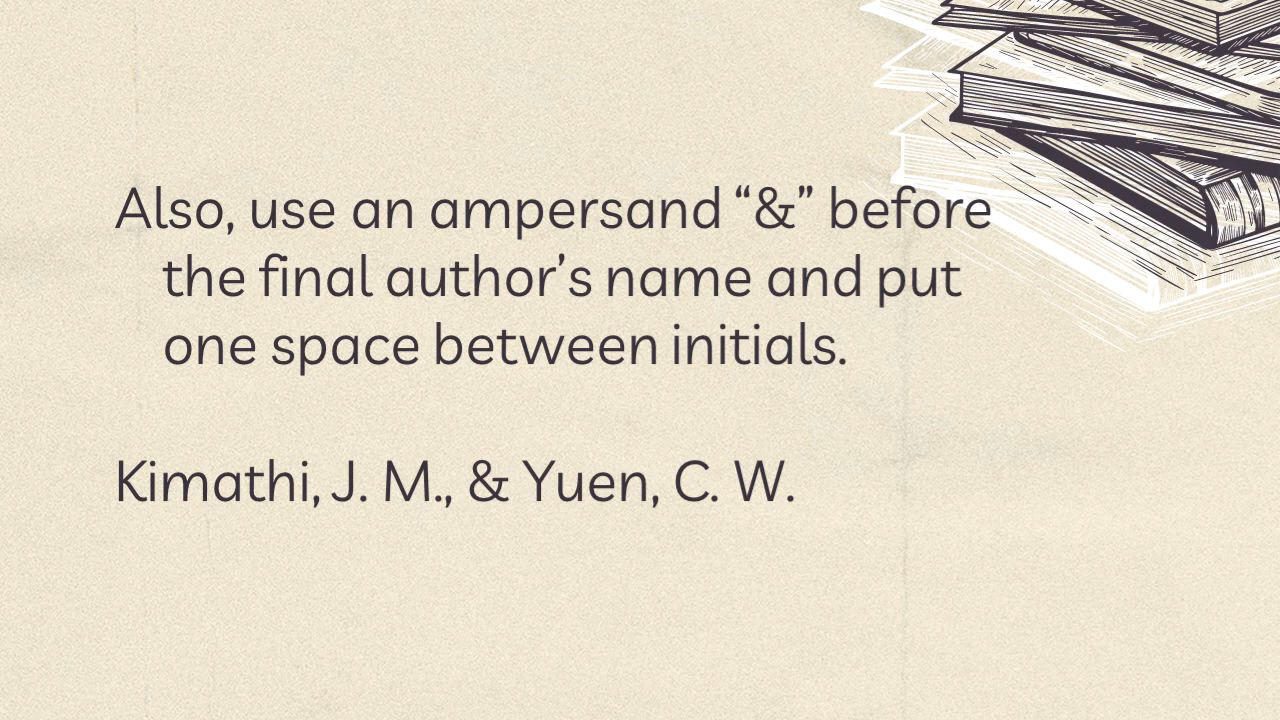 Also, use an ampersand “&” before
the final author’s name and put
one space between initials.
Kimathi, J. M., & Yuen, C. W.